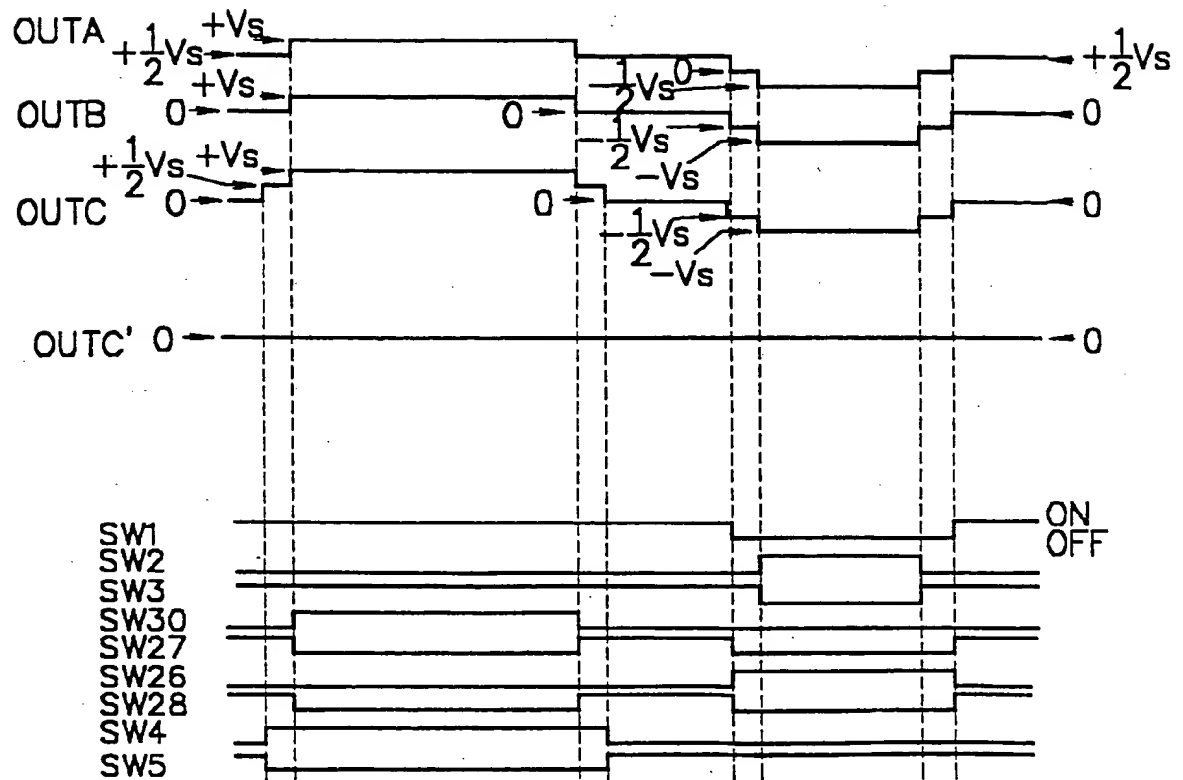 OUTA +Vs
+1/2Vs 0 +1/2Vs
+Vs -1/2Vs
OUTB 0 0 0
-1/2Vs
+1/2Vs +Vs -Vs
OUTC 0 0 0
-1/2Vs
-Vs
OUTC' 0 0
SW1 ON
OFF
SW2
SW3
SW30
SW27
SW26
SW28
SW4
SW5